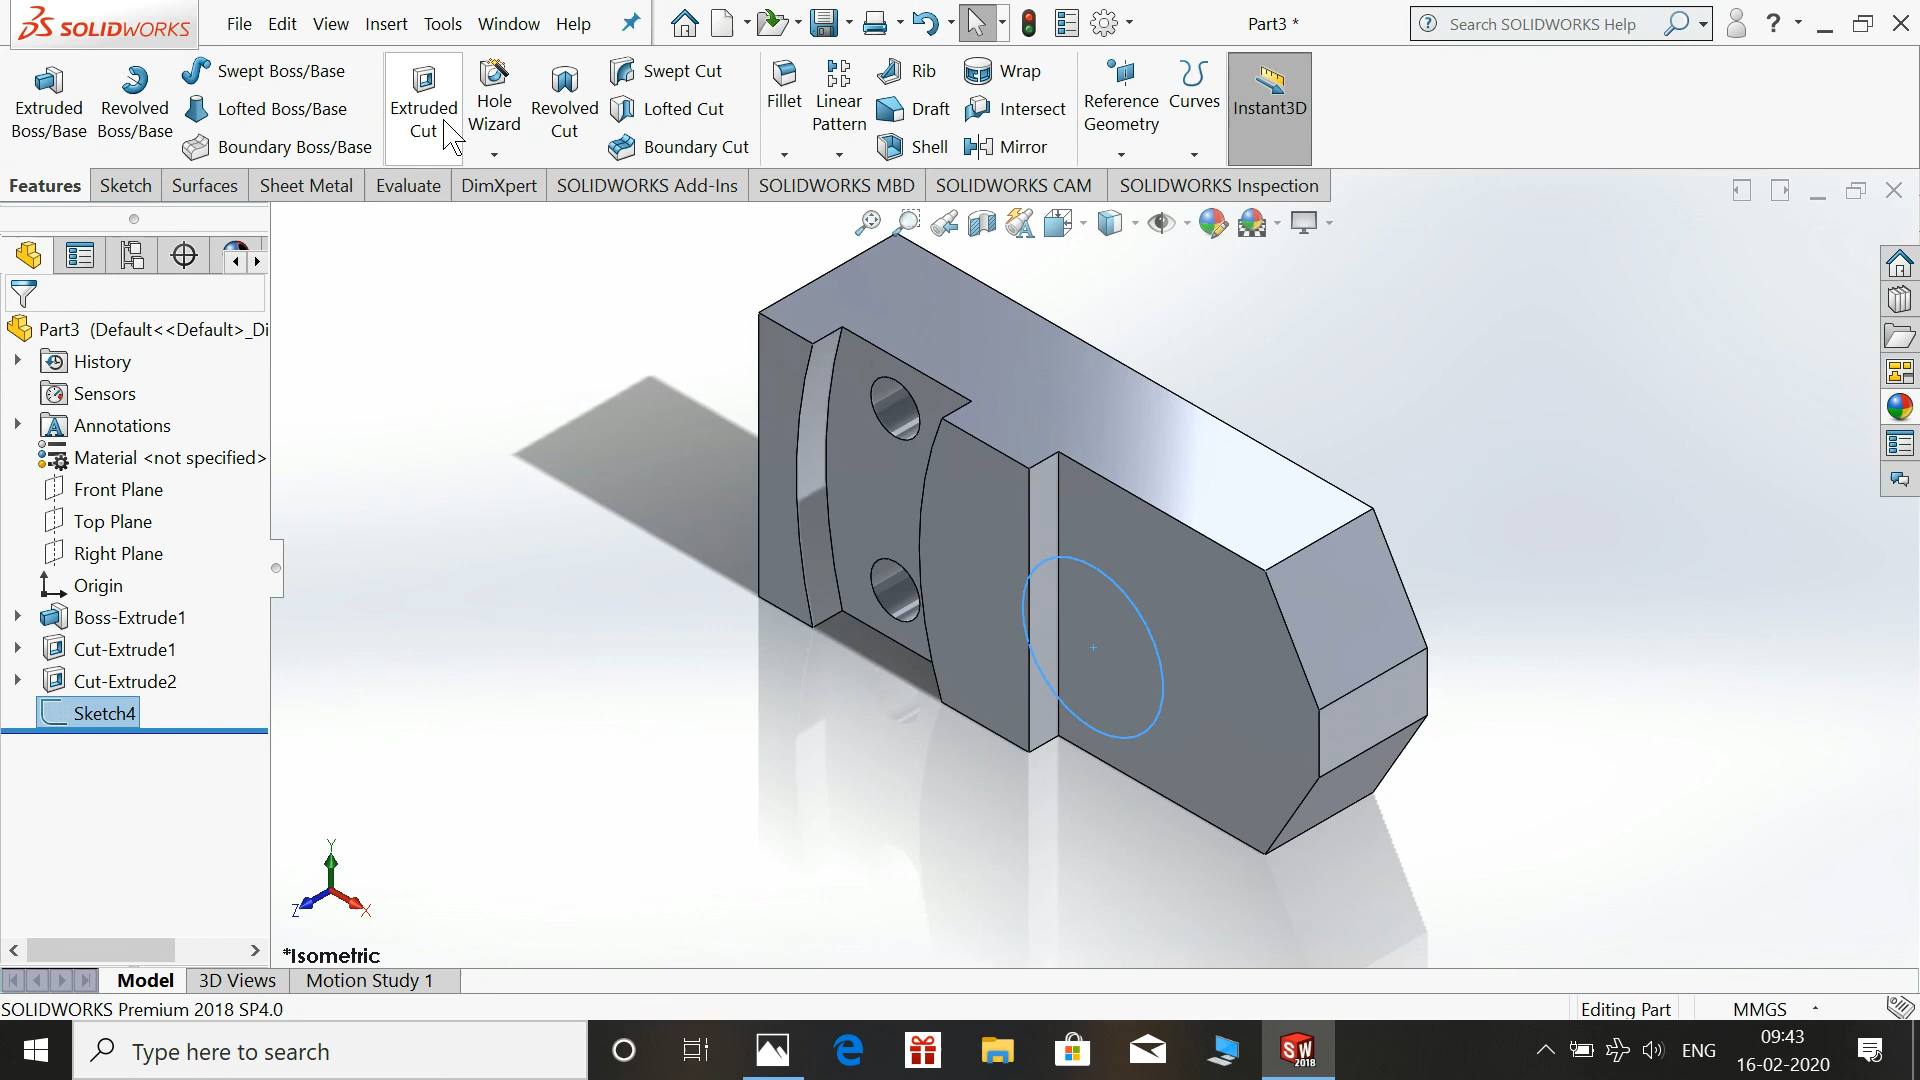 SOLIDWORKS File Edit View Insert Tools Window Help Part3 * Search SOLIDWORKS Help ?
Extruded Boss/Base
Revolved Boss/Base
Swept Boss/Base
Lofted Boss/Base
Boundary Boss/Base
Extruded Cut
Hole Wizard
Revolved Cut
Swept Cut
Lofted Cut
Boundary Cut
Fillet
Linear Pattern
Rib
Draft
Shell
Wrap
Intersect
Mirror
Reference Geometry
Curves
Instant3D
Features Sketch Surfaces Sheet Metal Evaluate DimXpert SOLIDWORKS Add-Ins SOLIDWORKS MBD SOLIDWORKS CAM SOLIDWORKS Inspection
Part3 (Default<<Default>_Di
History
Sensors
Annotations
Material <not specified>
Front Plane
Top Plane
Right Plane
Origin
Boss-Extrude1
Cut-Extrude1
Cut-Extrude2
Sketch4
Y
Z X
*Isometric
Model 3D Views Motion Study 1
SOLIDWORKS Premium 2018 SP4.0 Editing Part MMGS
Type here to search
SW 2018
ENG
09:43
16-02-2020